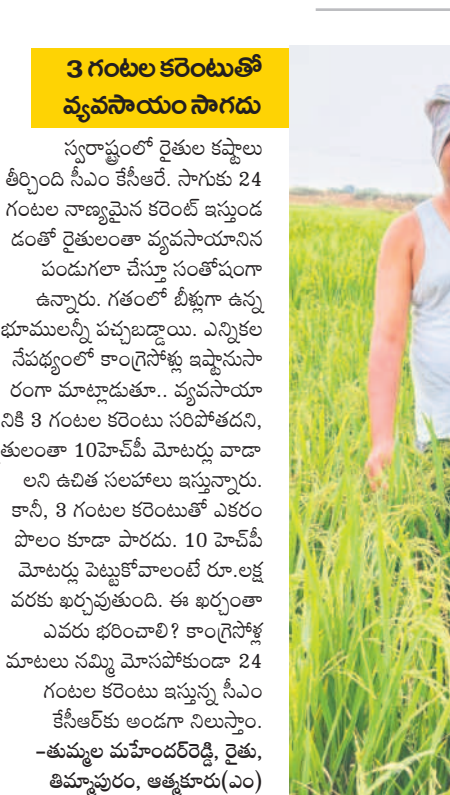 3 గంటల కరెంటుతో
వ్యవసాయం సాగదు
స్వరాష్ట్రంలో రైతుల కష్టాలు
తీర్చింది సీఎం కేసీఆరే. సాగుకు 24
గంటల నాణ్యమైన కరెంట్ ఇస్తుండ
డంతో రైతులంతా వ్యవసాయానిన
పండుగలా చేస్తూ సంతోషంగా
ఉన్నారు. గతంలో బీళ్లుగా ఉన్న
భూములన్నీ పచ్చబడ్డాయి. ఎన్నికల
నేపథ్యంలో కాంగ్రెసోళ్లు ఇష్టానుసా
రంగా మాట్లాడుతూ.. వ్యవసాయా
నికి 3 గంటల కరెంటు సరిపోతదని,
తులంతా 10హెచ్‌పీ మోటర్లు వాడా
లని ఉచిత సలహాలు ఇస్తున్నారు.
కానీ, 3 గంటల కరెంటుతో ఎకరం
పొలం కూడా పారదు. 10 హెచ్‌పీ
మోటర్లు పెట్టుకోవాలంటే రూ.లక్ష
వరకు ఖర్చవుతుంది. ఈ ఖర్చంతా
ఎవరు భరించాలి? కాంగ్రెసోళ్ల
మాటలు నమ్మి మోసపోకుండా 24
గంటల కరెంటు ఇస్తున్న సీఎం
కేసీఆర్‌కు అండగా నిలుస్తాం.
-తుమ్మల మహేందర్‌రెడ్డి, రైతు,
తిమ్మాపురం, ఆత్మకూరు(ఎం)